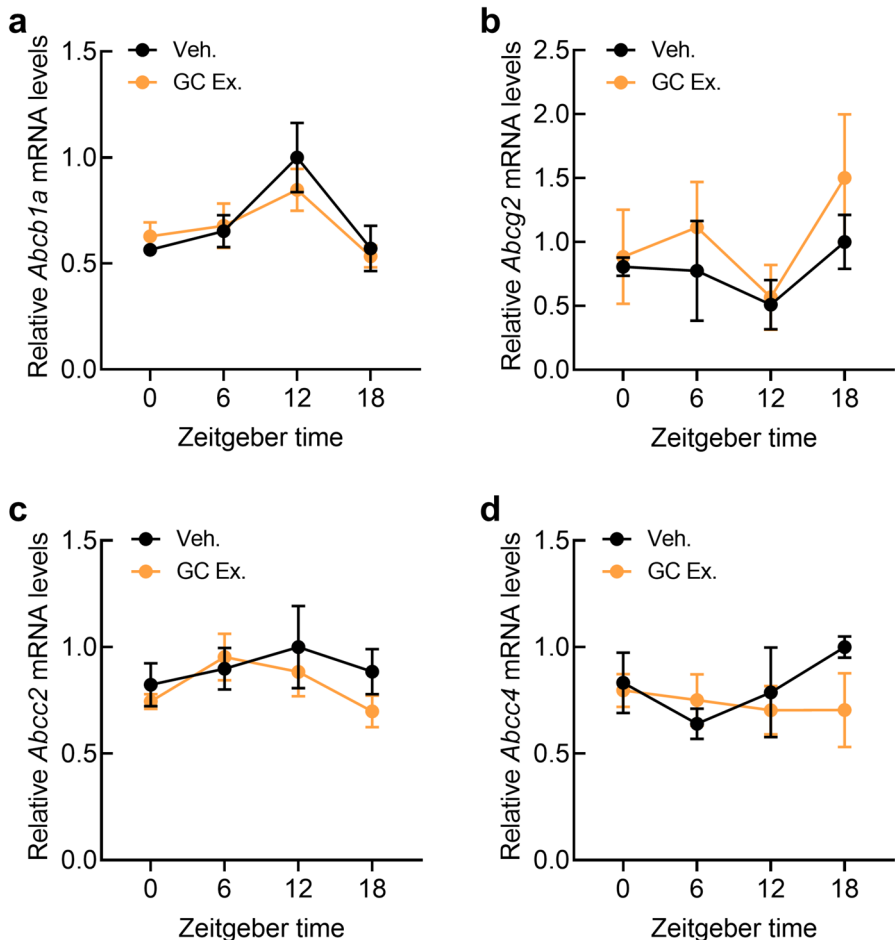 a
Veh.
GC Ex.
Relative Abcb1a mRNA levels
1.5
1.0
0.5
0.0
0 6 12 18
Zeitgeber time
b
Veh.
GC Ex.
Relative Abcg2 mRNA levels
2.5
2.0
1.5
1.0
0.5
0.0
0 6 12 18
Zeitgeber time
c
Veh.
GC Ex.
Relative Abcc2 mRNA levels
1.5
1.0
0.5
0.0
0 6 12 18
Zeitgeber time
d
Veh.
GC Ex.
Relative Abcc4 mRNA levels
1.5
1.0
0.5
0.0
0 6 12 18
Zeitgeber time